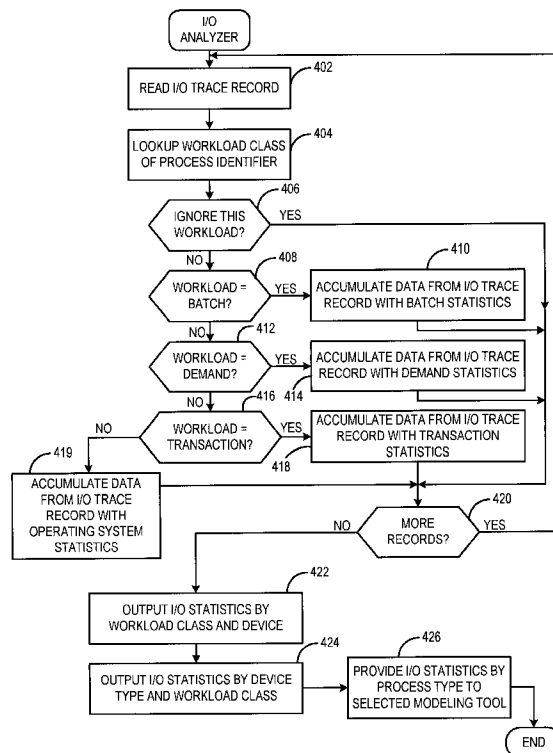 I/O
ANALYZER
402
READ I/O TRACE RECORD
404
LOOKUP WORKLOAD CLASS
OF PROCESS IDENTIFIER
406
IGNORE THIS
WORKLOAD?
YES
NO
408
WORKLOAD =
BATCH?
YES
410
ACCUMULATE DATA FROM I/O TRACE
RECORD WITH BATCH STATISTICS
NO
412
WORKLOAD =
DEMAND?
YES
414
ACCUMULATE DATA FROM I/O TRACE
RECORD WITH DEMAND STATISTICS
NO
416
WORKLOAD =
TRANSACTION?
YES
418
ACCUMULATE DATA FROM I/O TRACE
RECORD WITH TRANSACTION
STATISTICS
NO
419
ACCUMULATE DATA
FROM I/O TRACE
RECORD WITH
OPERATING SYSTEM
STATISTICS
420
MORE
RECORDS?
YES
NO
422
OUTPUT I/O STATISTICS BY
WORKLOAD CLASS AND DEVICE
424
OUTPUT I/O STATISTICS BY DEVICE
TYPE AND WORKLOAD CLASS
426
PROVIDE I/O STATISTICS BY
PROCESS TYPE TO
SELECTED MODELING TOOL
END